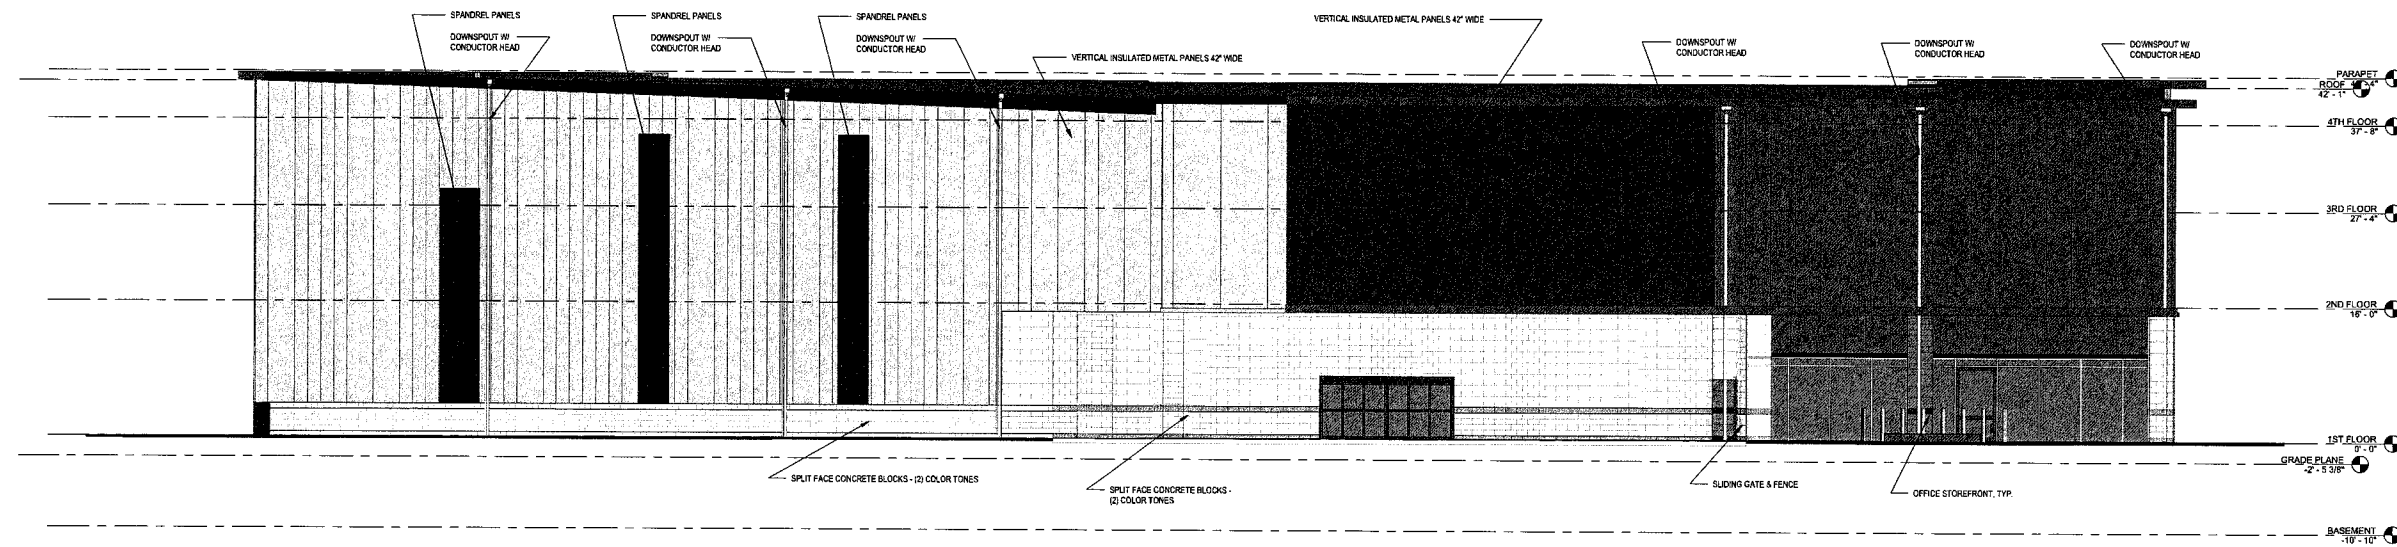 SPANDREL PANELS
DOWNSPOUT W/
CONDUCTOR HEAD
SPANDREL PANELS
DOWNSPOUT W/
CONDUCTOR HEAD
SPANDREL PANELS
DOWNSPOUT W/
CONDUCTOR HEAD
VERTICAL INSULATED METAL PANELS 42" WIDE
VERTICAL INSULATED METAL PANELS 42" WIDE
DOWNSPOUT W/
CONDUCTOR HEAD
DOWNSPOUT W/
CONDUCTOR HEAD
DOWNSPOUT W/
CONDUCTOR HEAD
PARAPET
ROOF
42' - 1"
4TH FLOOR
37' - 8"
3RD FLOOR
27' - 4"
2ND FLOOR
16' - 0"
1ST FLOOR
0' - 0"
GRADE PLANE
-2' - 5 3/8"
SPLIT FACE CONCRETE BLOCKS - (2) COLOR TONES
SPLIT FACE CONCRETE BLOCKS -
(2) COLOR TONES
SLIDING GATE & FENCE
OFFICE STOREFRONT, TYP.
BASEMENT
-10' - 10"